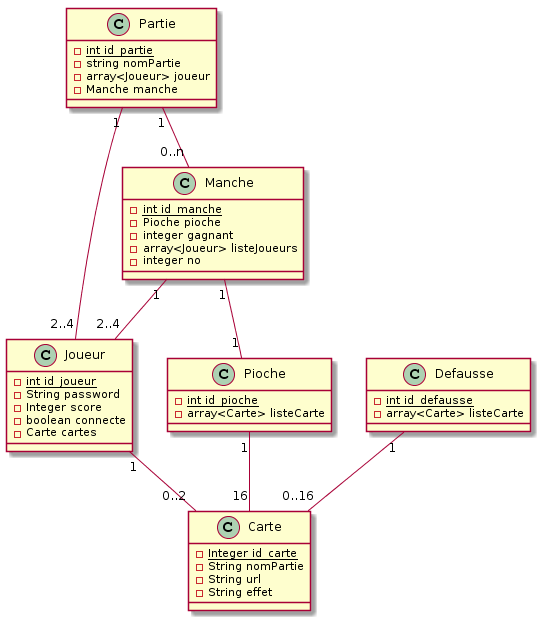 C Partie
int id_partie
string nomPartie
array<Joueur> joueur
Manche manche
1
1
0..n
C Manche
int id_manche
Pioche pioche
integer gagnant
array<Joueur> listeJoueurs
integer no
1
1
2..4
2..4
1
C Joueur
int id_joueur
String password
Integer score
boolean connecte
Carte cartes
C Pioche
int id_pioche
array<Carte> listeCarte
C Defausse
int id_defausse
array<Carte> listeCarte
1
1
1
0..2
16
0..16
C Carte
Integer id_carte
String nomPartie
String url
String effet